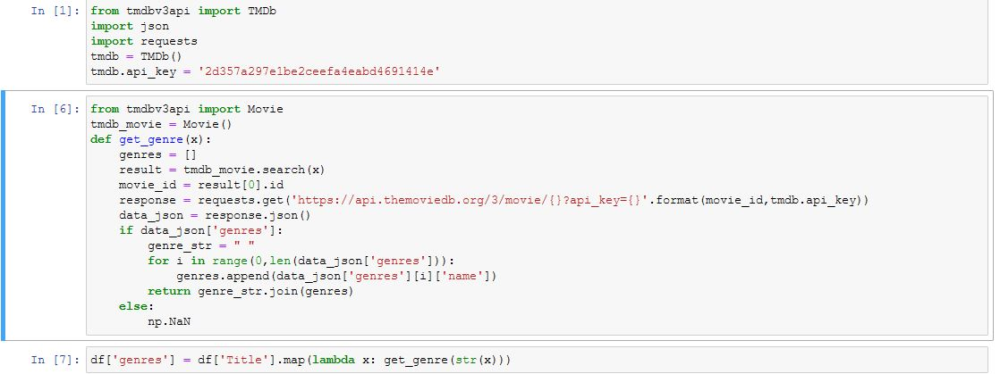 In [1]: from tmdbv3api import TMDb
import json
import requests
tmdb = TMDb()
tmdb.api_key = '2d357a297e1be2ceefa4eabd4691414e'
In [6]: from tmdbv3api import Movie
tmdb_movie = Movie()
def get_genre(x):
    genres = []
    result = tmdb_movie.search(x)
    movie_id = result[0].id
    response = requests.get('https://api.themoviedb.org/3/movie/{}?api_key={}'.format(movie_id,tmdb.api_key))
    data_json = response.json()
    if data_json['genres']:
        genre_str = " "
        for i in range(0,len(data_json['genres'])):
            genres.append(data_json['genres'][i]['name'])
        return genre_str.join(genres)
    else:
        np.NaN
In [7]: df['genres'] = df['Title'].map(lambda x: get_genre(str(x)))